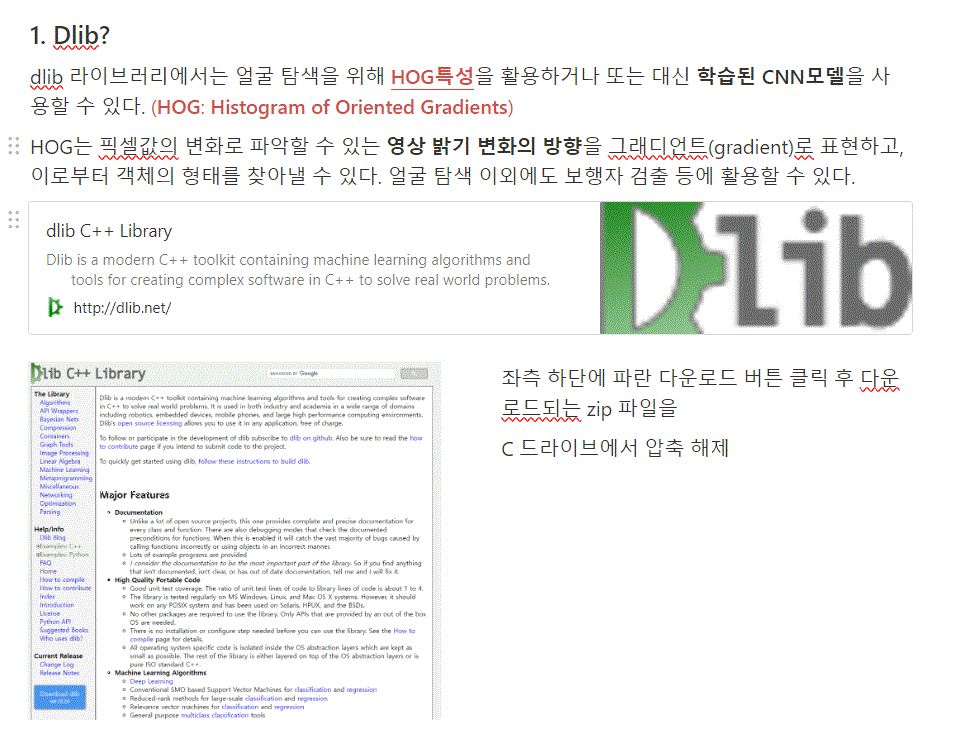 1. Dlib?
dlib 라이브러리에서는 얼굴 탐색을 위해 HOG특성을 활용하거나 또는 대신 학습된 CNN모델을 사
용할 수 있다. (HOG: Histogram of Oriented Gradients)
HOG는 픽셀값의 변화로 파악할 수 있는 영상 밝기 변화의 방향을 그래디언트(gradient)로 표현하고,
이로부터 객체의 형태를 찾아낼 수 있다. 얼굴 탐색 이외에도 보행자 검출 등에 활용할 수 있다.
dlib C++ Library
Dlib is a modern C++ toolkit containing machine learning algorithms and
tools for creating complex software in C++ to solve real world problems.
http://dlib.net/
Dlib
Dlib C++ Library
ENHANCED BY Google
The Library
Algorithms
API Wrappers
Bayesian Nets
Compression
Containers
Graph Tools
Image Processing
Linear Algebra
Machine Learning
Metaprogramming
Miscellaneous
Networking
Optimization
Parsing
Help/Info
Dlib Blog
Examples: C++
Examples: Python
FAQ
Home
How to compile
How to contribute
Index
Introduction
License
Python API
Suggested Books
Who uses dlib?
Current Release
Change Log
Release Notes
Download dlib
Dlib is a modern C++ toolkit containing machine learning algorithms and tools for creating complex software
in C++ to solve real world problems. It is used in both industry and academia in a wide range of domains
including robotics, embedded devices, mobile phones, and large high performance computing environments.
Dlib's open source licensing allows you to use it in any application, free of charge.
To follow or participate in the development of dlib subscribe to dlib on github. Also be sure to read the how
to contribute page if you intend to submit code to the project.
To quickly get started using dlib, follow these instructions to build dlib.
Major Features
Documentation
Unlike a lot of open source projects, this one provides complete and precise documentation for
every class and function. There are also debugging modes that check the documented
preconditions for functions. When this is enabled it will catch the vast majority of bugs caused by
calling functions incorrectly or using objects in an incorrect manner.
Lots of example programs are provided
I consider the documentation to be the most important part of the library. So if you find anything
that isn't documented, isn't clear, or has out of date documentation, tell me and I will fix it.
High Quality Portable Code
Good unit test coverage. The ratio of unit test lines of code to library lines of code is about 1 to 4.
The library is tested regularly on MS Windows, Linux, and Mac OS X systems. However, it should
work on any POSIX system and has been used on Solaris, HPUX, and the BSDs.
No other packages are required to use the library. Only APIs that are provided by an out of the box
OS are needed.
There is no installation or configure step needed before you can use the library. See the How to
compile page for details.
All operating system specific code is isolated inside the OS abstraction layers which are kept as
small as possible. The rest of the library is either layered on top of the OS abstraction layers or is
pure ISO standard C++.
Machine Learning Algorithms
Deep Learning
Conventional SMO based Support Vector Machines for classification and regression
Reduced-rank methods for large-scale classification and regression
Relevance vector machines for classification and regression
General purpose multiclass classification tools
좌측 하단에 파란 다운로드 버튼 클릭 후 다운
로드되는 zip 파일을
C 드라이브에서 압축 해제